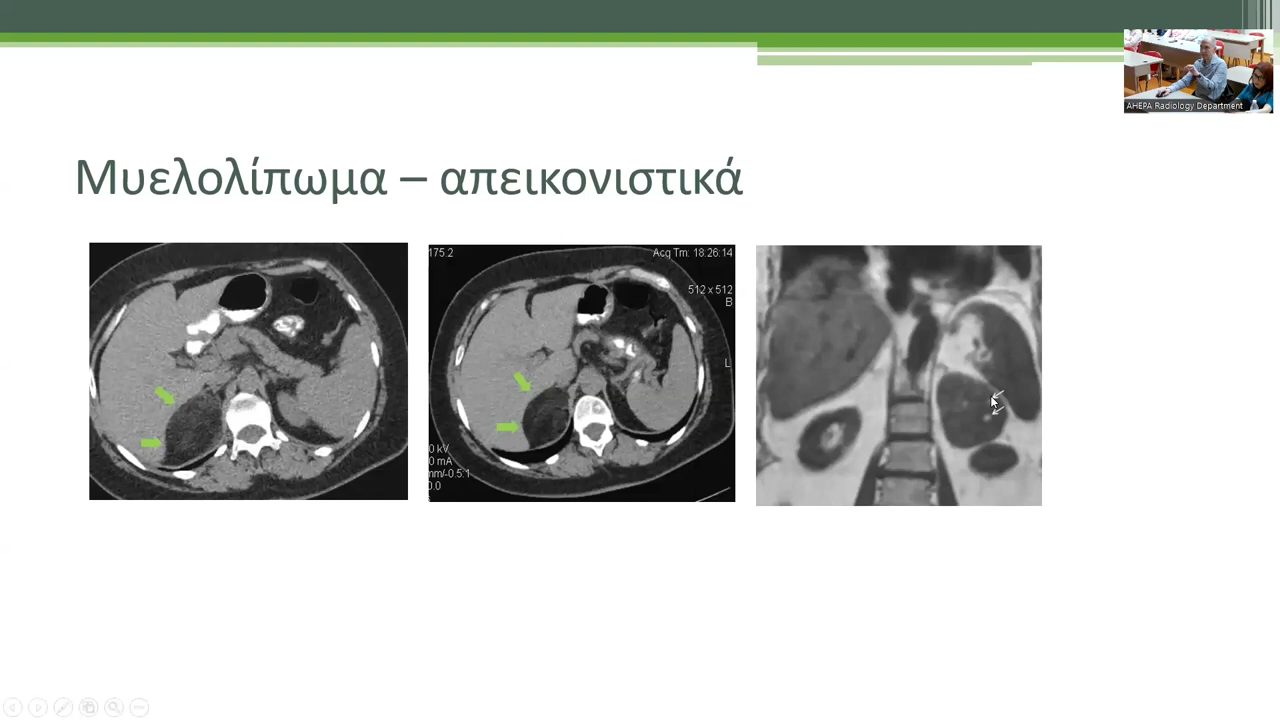 AHEPA Radiology Department
Μυελολίπωμα – απεικονιστικά
175.2
Acq Tm: 18:26:14
512 x 512
B
L
0 kV
0 mA
mm/-0.5:1
0.0